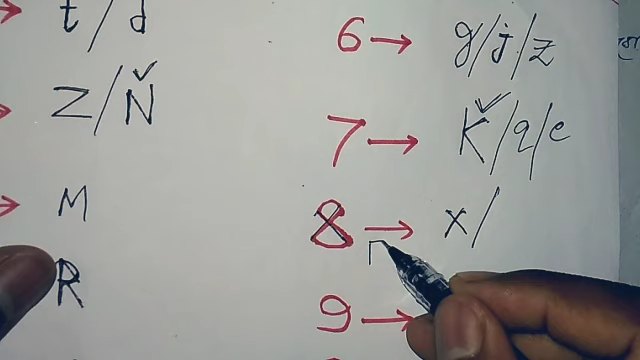 → t/d
6 → g/j/z
→ Z/Ň
7 → K/q/e
→ M
8 → x/
R
9 →